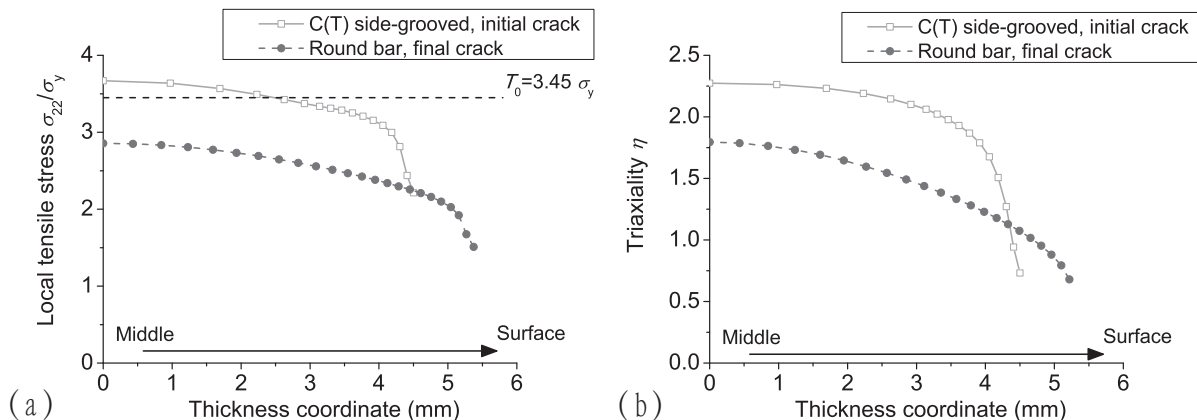 C(T) side-grooved, initial crack
Round bar, final crack
4
3
2
1
0
Local tensile stress σ22/σy
T0=3.45 σy
Middle
Surface
0 1 2 3 4 5 6
Thickness coordinate (mm)
(a)
C(T) side-grooved, initial crack
Round bar, final crack
2.5
2.0
1.5
1.0
0.5
0.0
Triaxiality η
Middle
Surface
0 1 2 3 4 5 6
Thickness coordinate (mm)
(b)